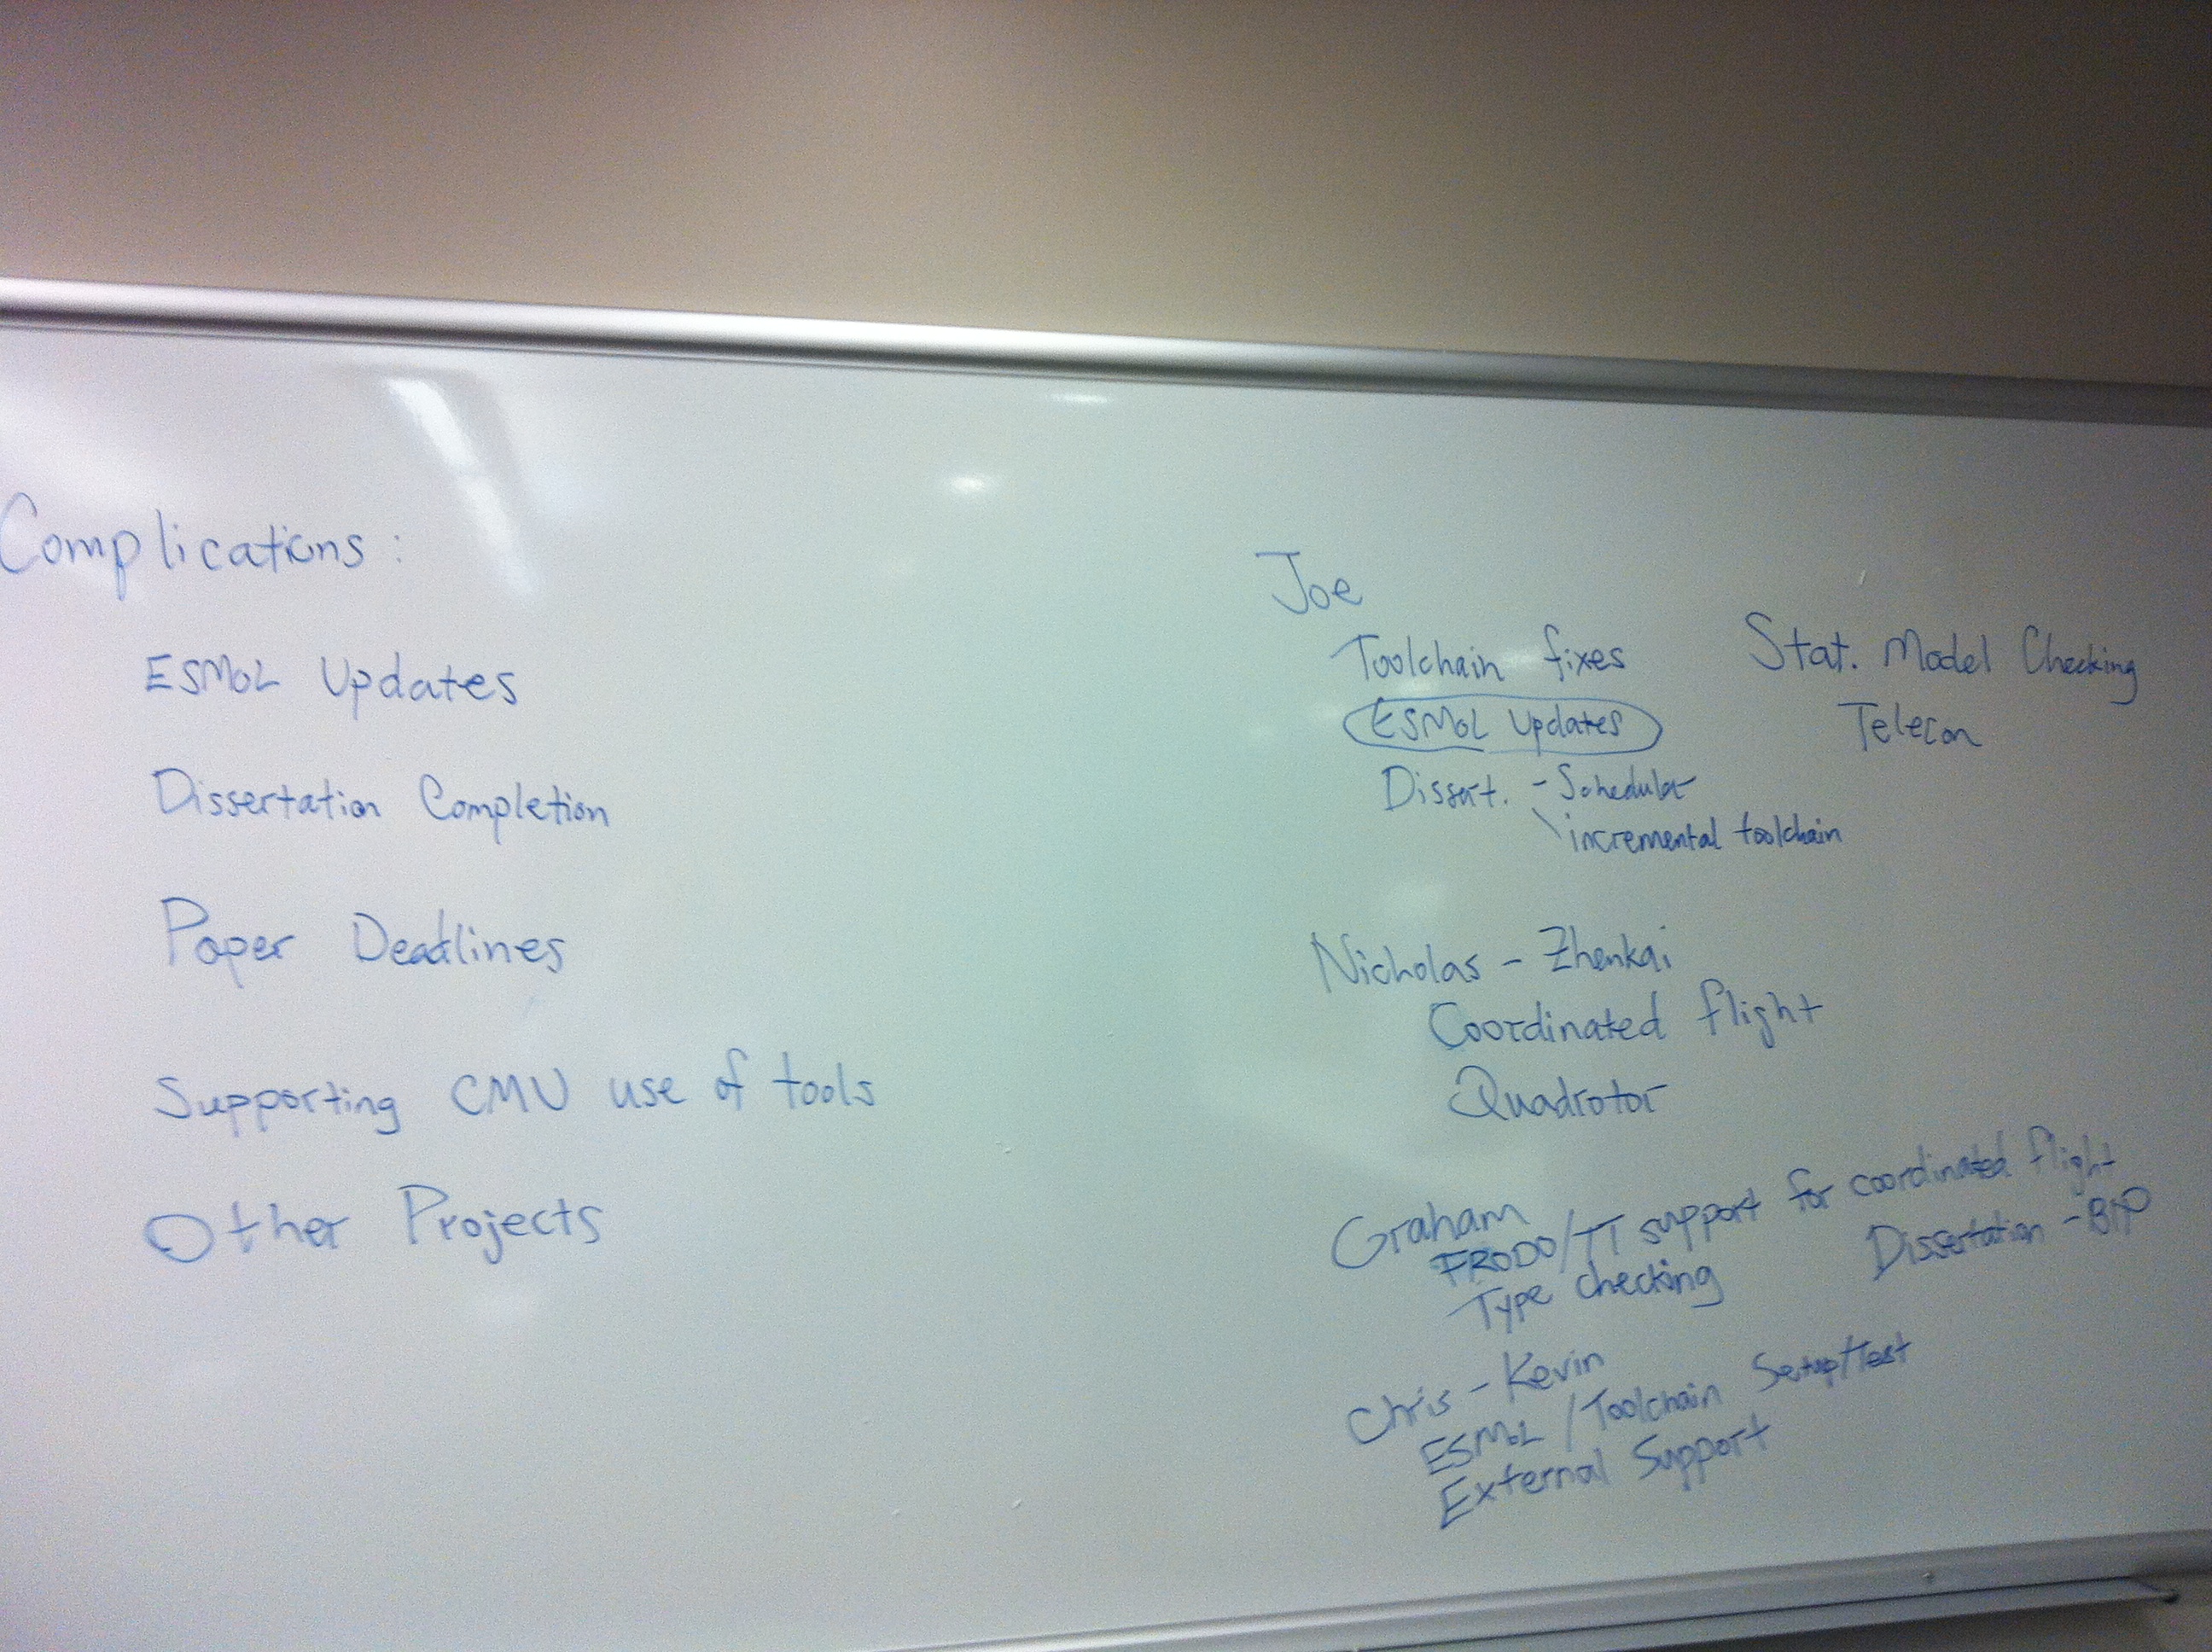 Complications:
ESMoL Updates
Dissertation Completion
Paper Deadlines
Supporting CMU use of tools
Other Projects
Joe
Toolchain fixes
ESMoL Updates
Dissert. - Scheduler
\ incremental toolchain
Stat. Model Checking
Telecon
Nicholas - Zhenkai
Coordinated flight
Quadrotor
Graham
FRODO/TT support for coordinated flight
Type checking
Dissertation - BIP
Chris - Kevin
ESMoL / Toolchain Setup/Test
External Support